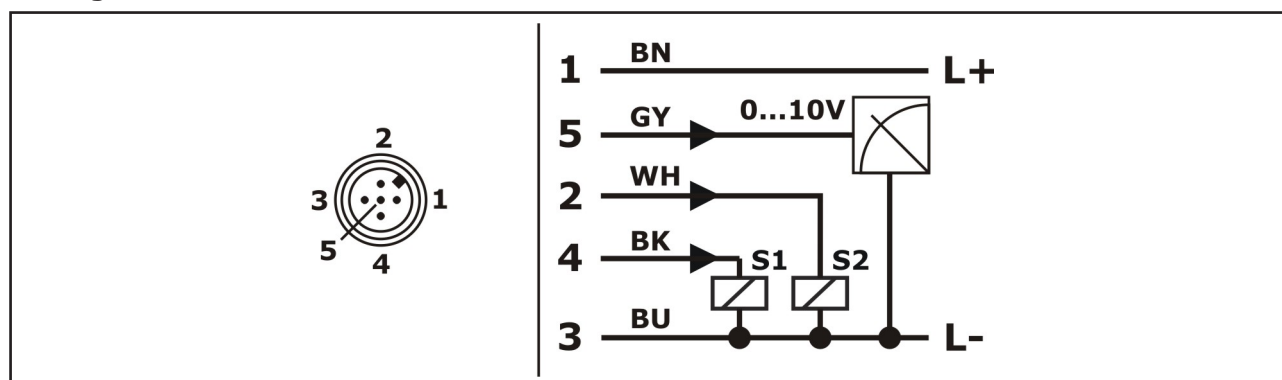 2
3 1
5
4
1 BN L+
5 GY 0...10V
2 WH
4 BK S1 S2
3 BU L-